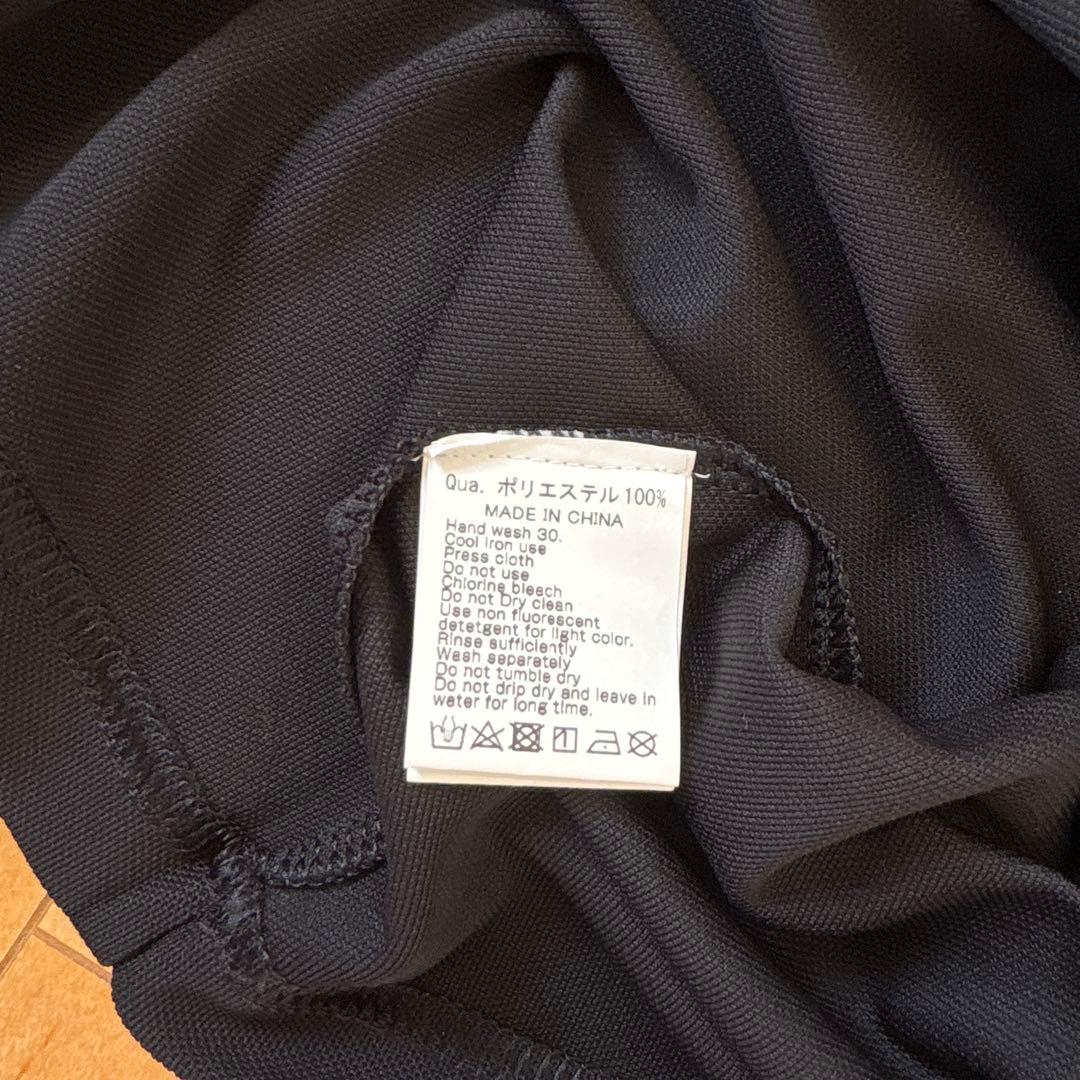 Qua. ポリエステル100%
MADE IN CHINA
Hand wash 30.
Cool iron use
Press cloth
Do not use
Chlorine bleach
Do not Dry clean
Use non fluorescent
detetgent for light color.
Rinse sufficiently
Wash separately
Do not tumble dry
Do not drip dry and leave in
water for long time.